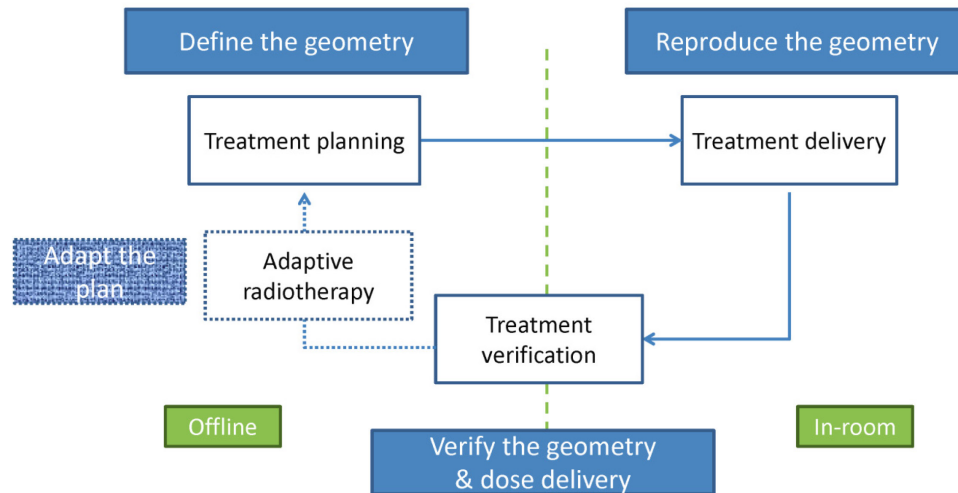 Define the geometry
Reproduce the geometry
Treatment planning
Treatment delivery
Adapt the
plan
Adaptive
radiotherapy
Treatment
verification
Offline
In-room
Verify the geometry
& dose delivery